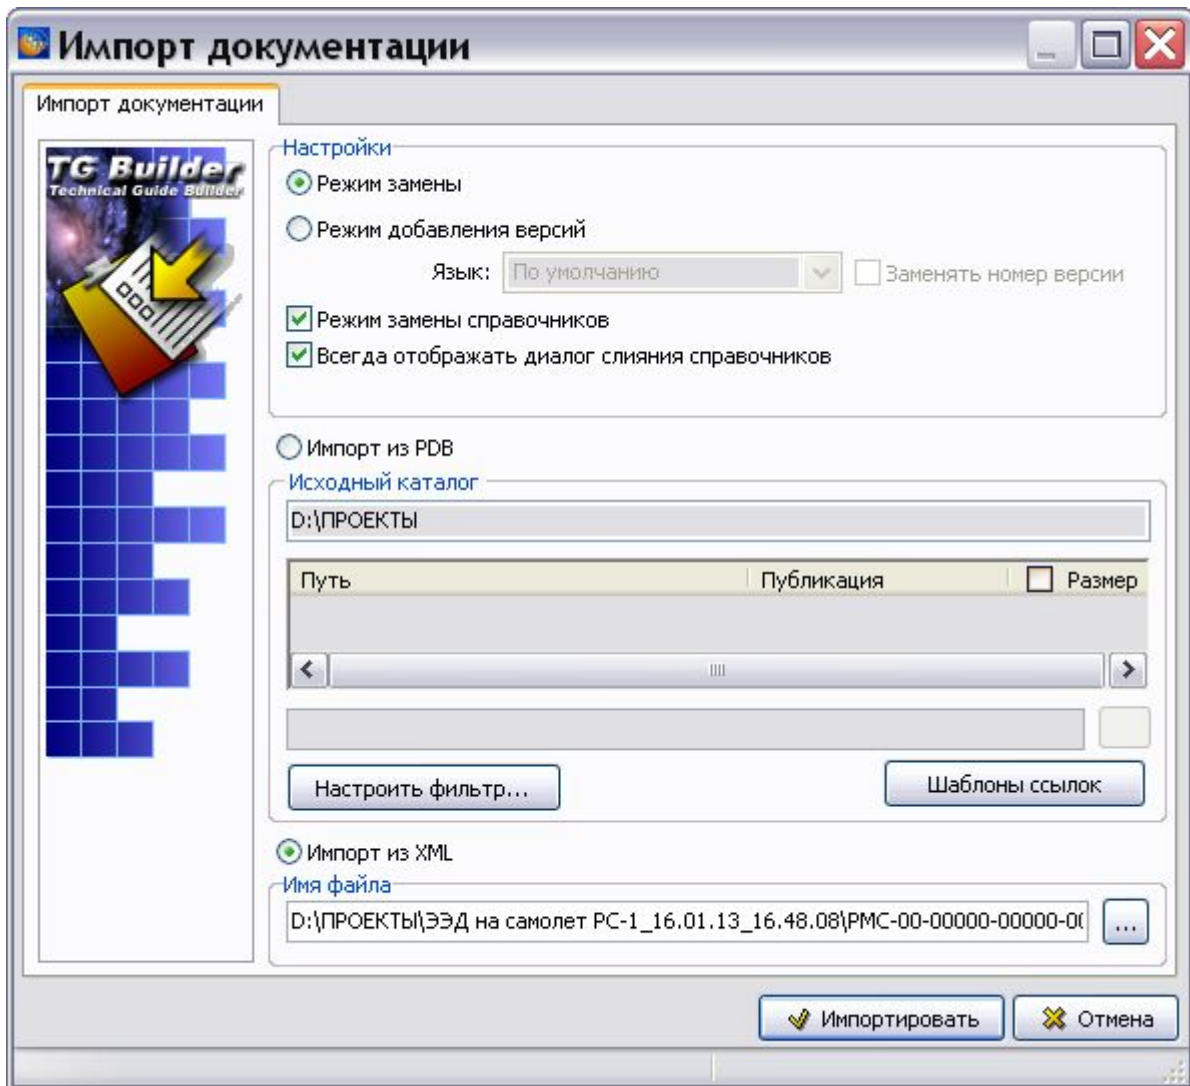 Импорт документации
Импорт документации
TG Builder
Technical Guide Builder
Настройки
Режим замены
Режим добавления версий
Язык: По умолчанию Заменять номер версии
Режим замены справочников
Всегда отображать диалог слияния справочников
Импорт из PDB
Исходный каталог
D:\ПРОЕКТЫ
Путь Публикация Размер
Настроить фильтр... Шаблоны ссылок
Импорт из XML
Имя файла
D:\ПРОЕКТЫ\ЭЭД на самолет РС-1_16.01.13_16.48.08\PMC-00-00000-00000-0( ...
Импортировать Отмена